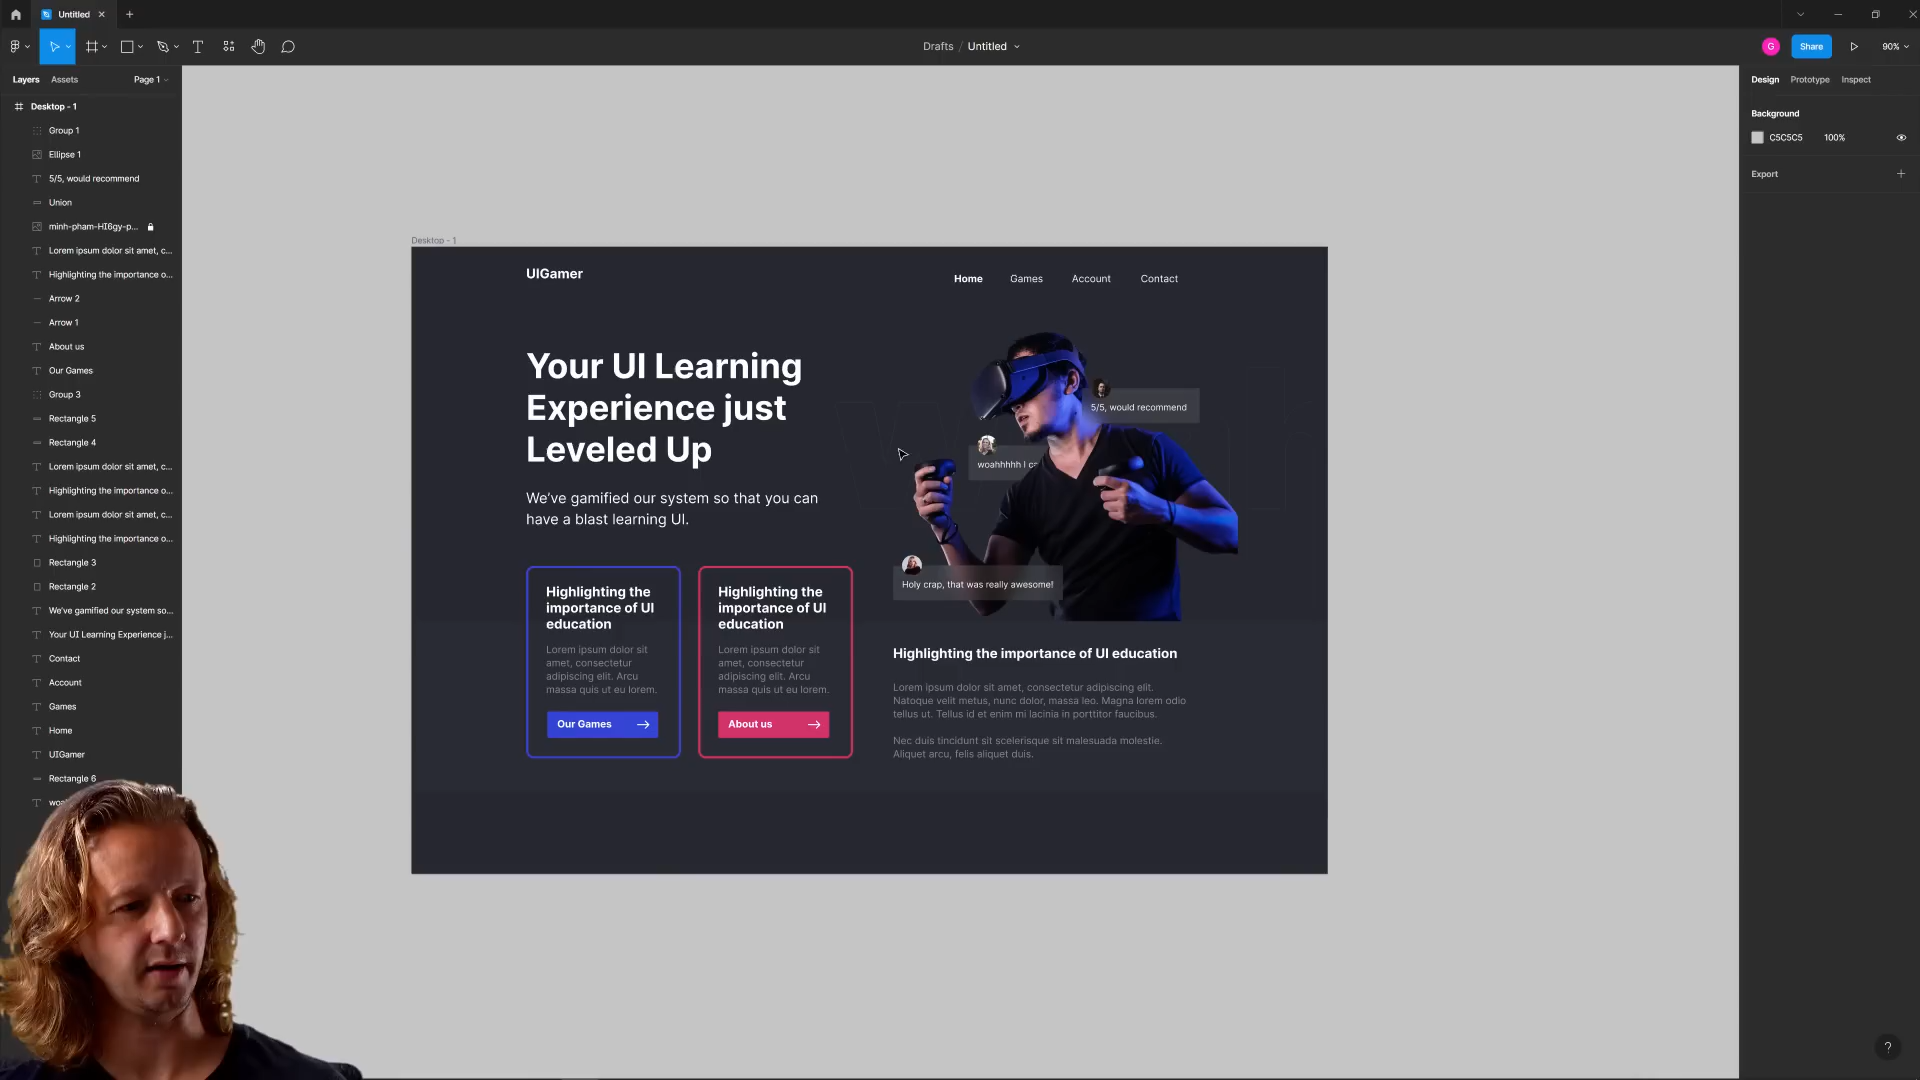 Untitled
Drafts / Untitled
G
Share
90%
Layers
Assets
Page 1
Design
Prototype
Inspect
Desktop - 1
Group 1
Ellipse 1
5/5, would recommend
Union
minh-pham-HI6gy-p...
Lorem ipsum dolor sit amet, c...
Highlighting the importance o...
Arrow 2
Arrow 1
About us
Our Games
Group 3
Rectangle 5
Rectangle 4
Lorem ipsum dolor sit amet, c...
Highlighting the importance o...
Lorem ipsum dolor sit amet, c...
Highlighting the importance o...
Rectangle 3
Rectangle 2
We've gamified our system so...
Your UI Learning Experience j...
Contact
Account
Games
Home
UIGamer
Rectangle 6
Background
C5C5C5
100%
Export
Desktop - 1
UIGamer
Home
Games
Account
Contact
Your UI Learning
Experience just
Leveled Up
We've gamified our system so that you can
have a blast learning UI.
5/5, would recommend
woahhhhh I ca
Holy crap, that was really awesome!
Highlighting the
importance of UI
education
Lorem ipsum dolor sit
amet, consectetur
adipiscing elit. Arcu
massa quis ut eu lorem.
Our Games
Highlighting the
importance of UI
education
Lorem ipsum dolor sit
amet, consectetur
adipiscing elit. Arcu
massa quis ut eu lorem.
About us
Highlighting the importance of UI education
Lorem ipsum dolor sit amet, consectetur adipiscing elit.
Natoque velit metus, nunc dolor, massa leo. Magna lorem odio
tellus ut. Tellus id et enim mi lacinia in porttitor faucibus.
Nec duis tincidunt sit scelerisque sit malesuada molestie.
Aliquet arcu, felis aliquet duis.
?